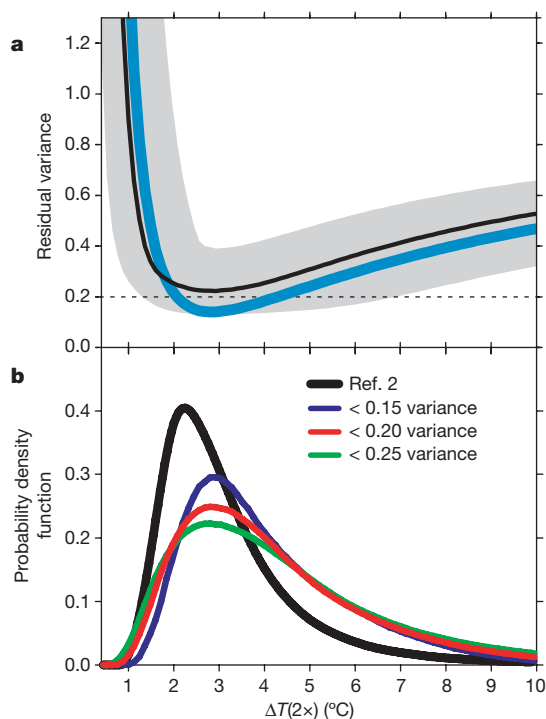 a
1.2
1.0
0.8
0.6
0.4
0.2
0.0
Residual variance
b
Ref. 2
< 0.15 variance
< 0.20 variance
< 0.25 variance
0.4
0.3
0.2
0.1
0.0
Probability density
function
1 2 3 4 5 6 7 8 9 10
ΔT(2×) (°C)